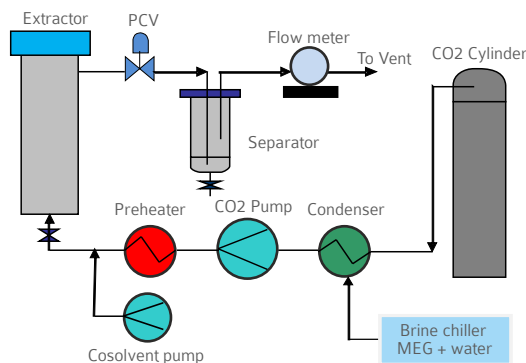 Extractor
PCV
Flow meter
To Vent
CO2 Cylinder
Separator
Preheater
CO2 Pump
Condenser
Cosolvent pump
Brine chiller
MEG + water